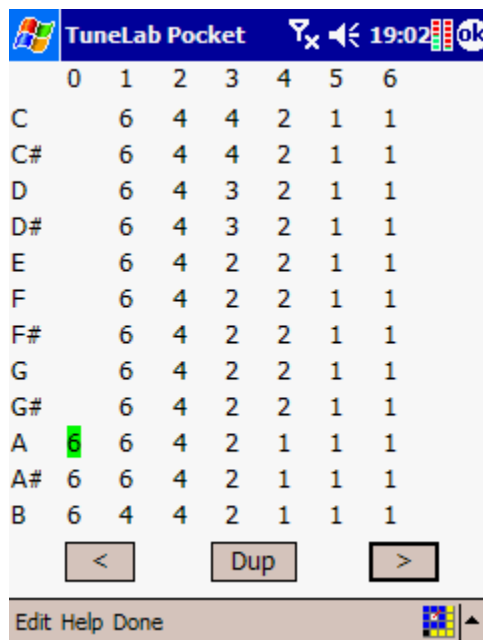 TuneLab Pocket 19:02 ok
0 1 2 3 4 5 6
C 6 4 4 2 1 1
C# 6 4 4 2 1 1
D 6 4 3 2 1 1
D# 6 4 3 2 1 1
E 6 4 2 2 1 1
F 6 4 2 2 1 1
F# 6 4 2 2 1 1
G 6 4 2 2 1 1
G# 6 4 2 2 1 1
A 6 6 4 2 1 1 1
A# 6 6 4 2 1 1 1
B 6 4 4 2 1 1 1
< Dup >
Edit Help Done